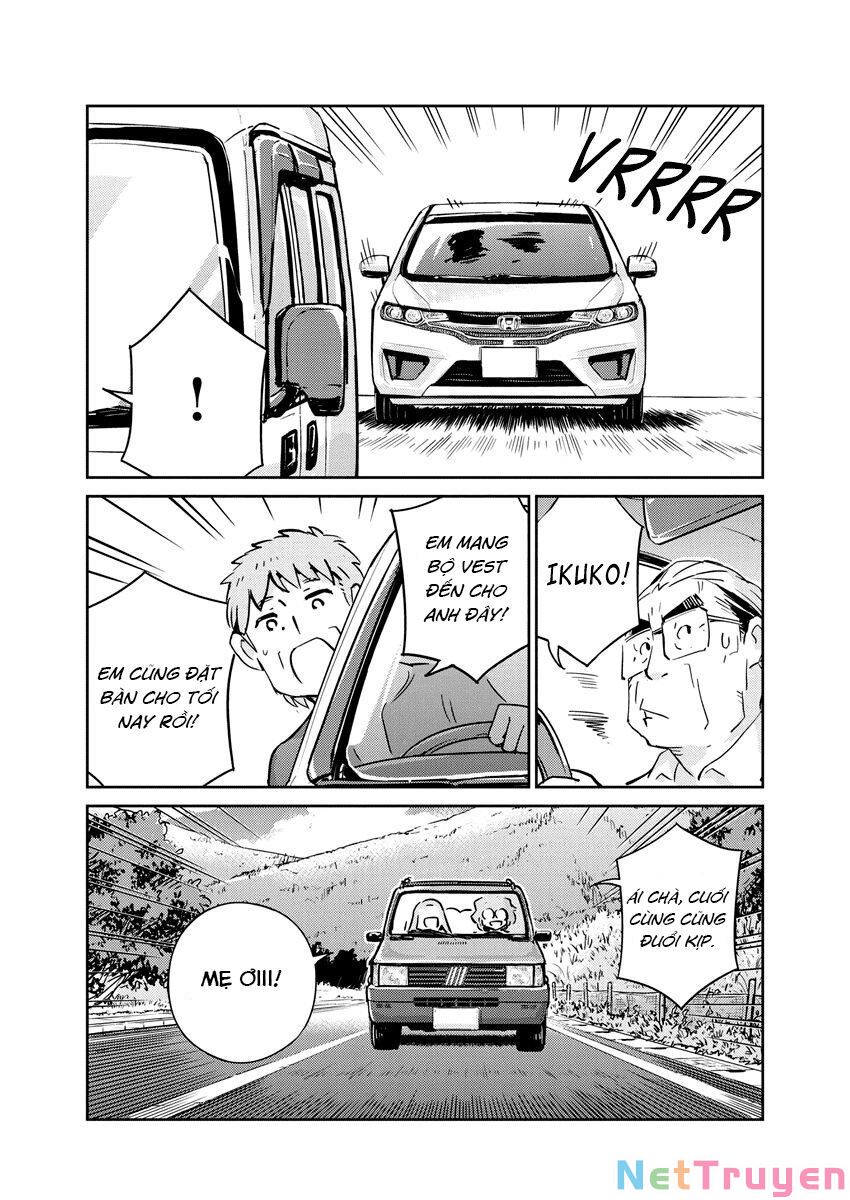 VRRRR
!
IKUKO!
EM MANG
BỘ VEST
ĐẾN CHO
ANH ĐÂY!
EM CŨNG ĐẶT
BÀN CHO TỐI
NAY RỒI!
ÁI CHÀ, CUỐI
CÙNG CŨNG
ĐUỔI KỊP.
MẸ ƠIII!
NetTruyen